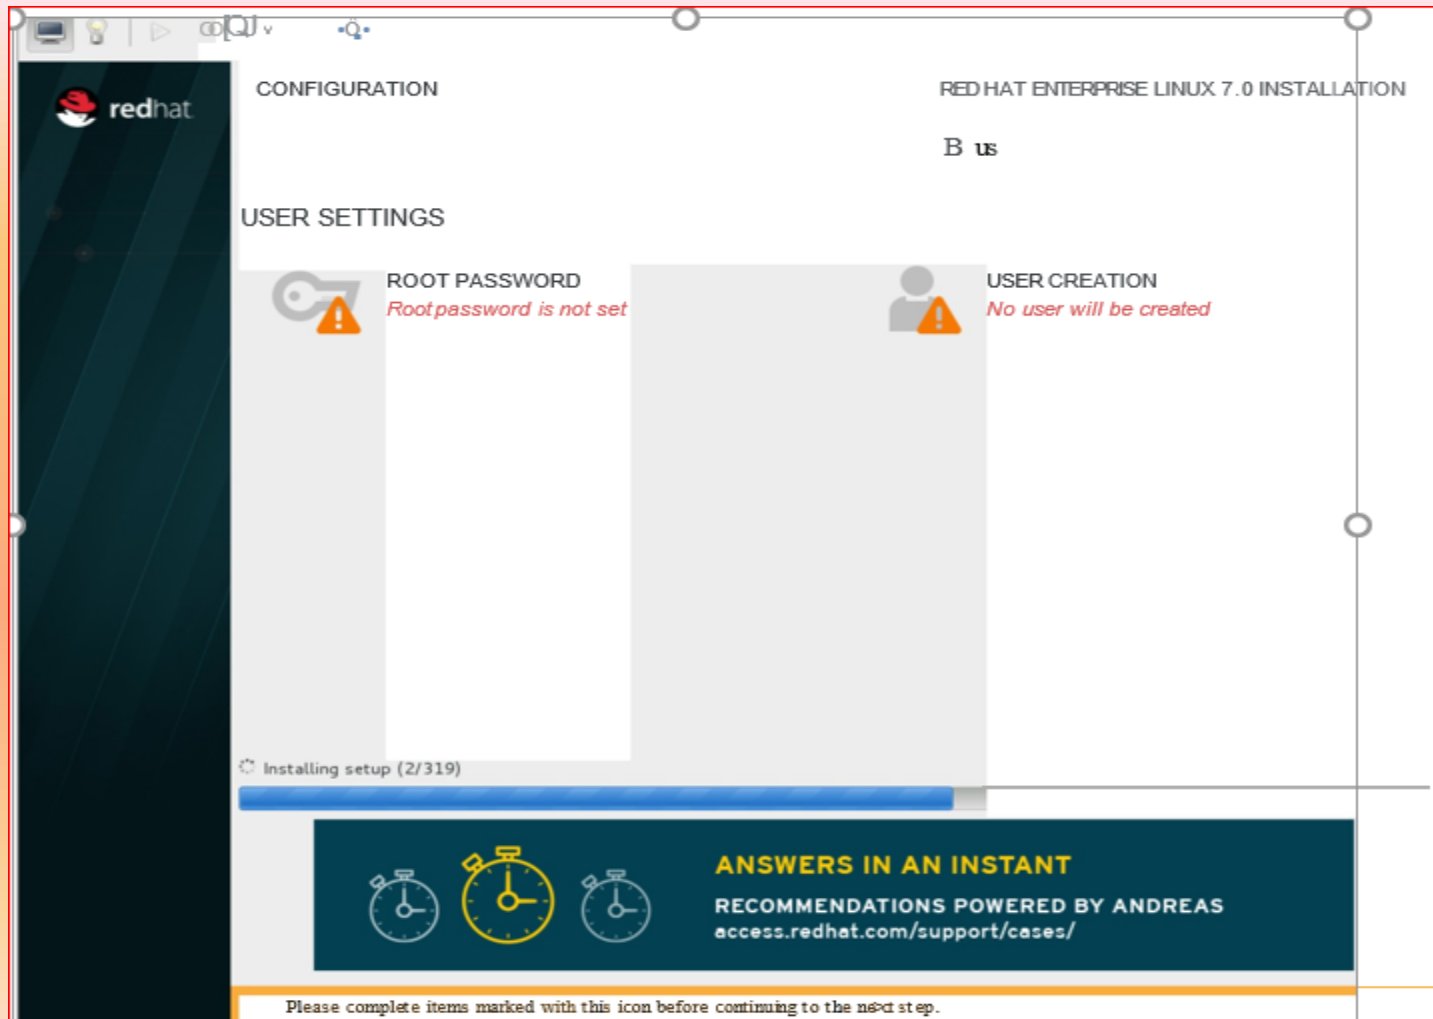 redhat
CONFIGURATION
RED HAT ENTERPRISE LINUX 7.0 INSTALLATION
B us
USER SETTINGS
ROOT PASSWORD
Root password is not set
USER CREATION
No user will be created
Installing setup (2/319)
ANSWERS IN AN INSTANT
RECOMMENDATIONS POWERED BY ANDREAS
access.redhat.com/support/cases/
Please complete items marked with this icon before continuing to the next step.